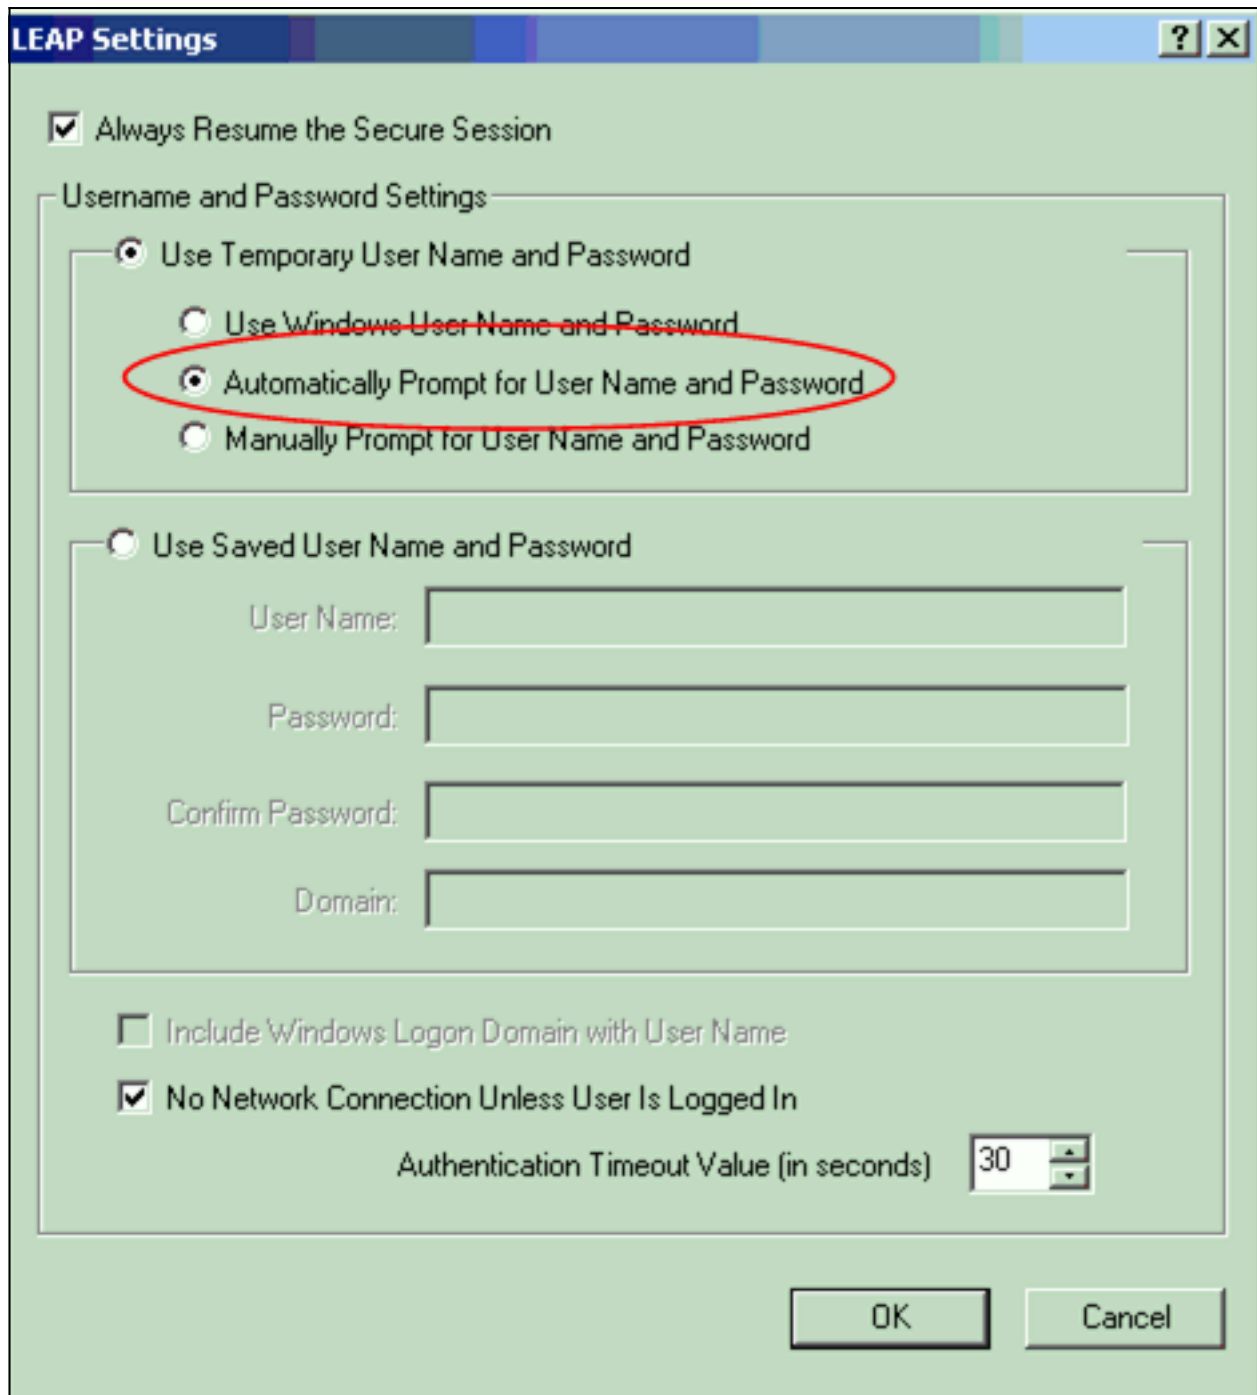 LEAP Settings
Always Resume the Secure Session
Username and Password Settings
Use Temporary User Name and Password
Use Windows User Name and Password
Automatically Prompt for User Name and Password
Manually Prompt for User Name and Password
Use Saved User Name and Password
User Name:
Password:
Confirm Password:
Domain:
Include Windows Logon Domain with User Name
No Network Connection Unless User Is Logged In
Authentication Timeout Value (in seconds) 30
OK Cancel